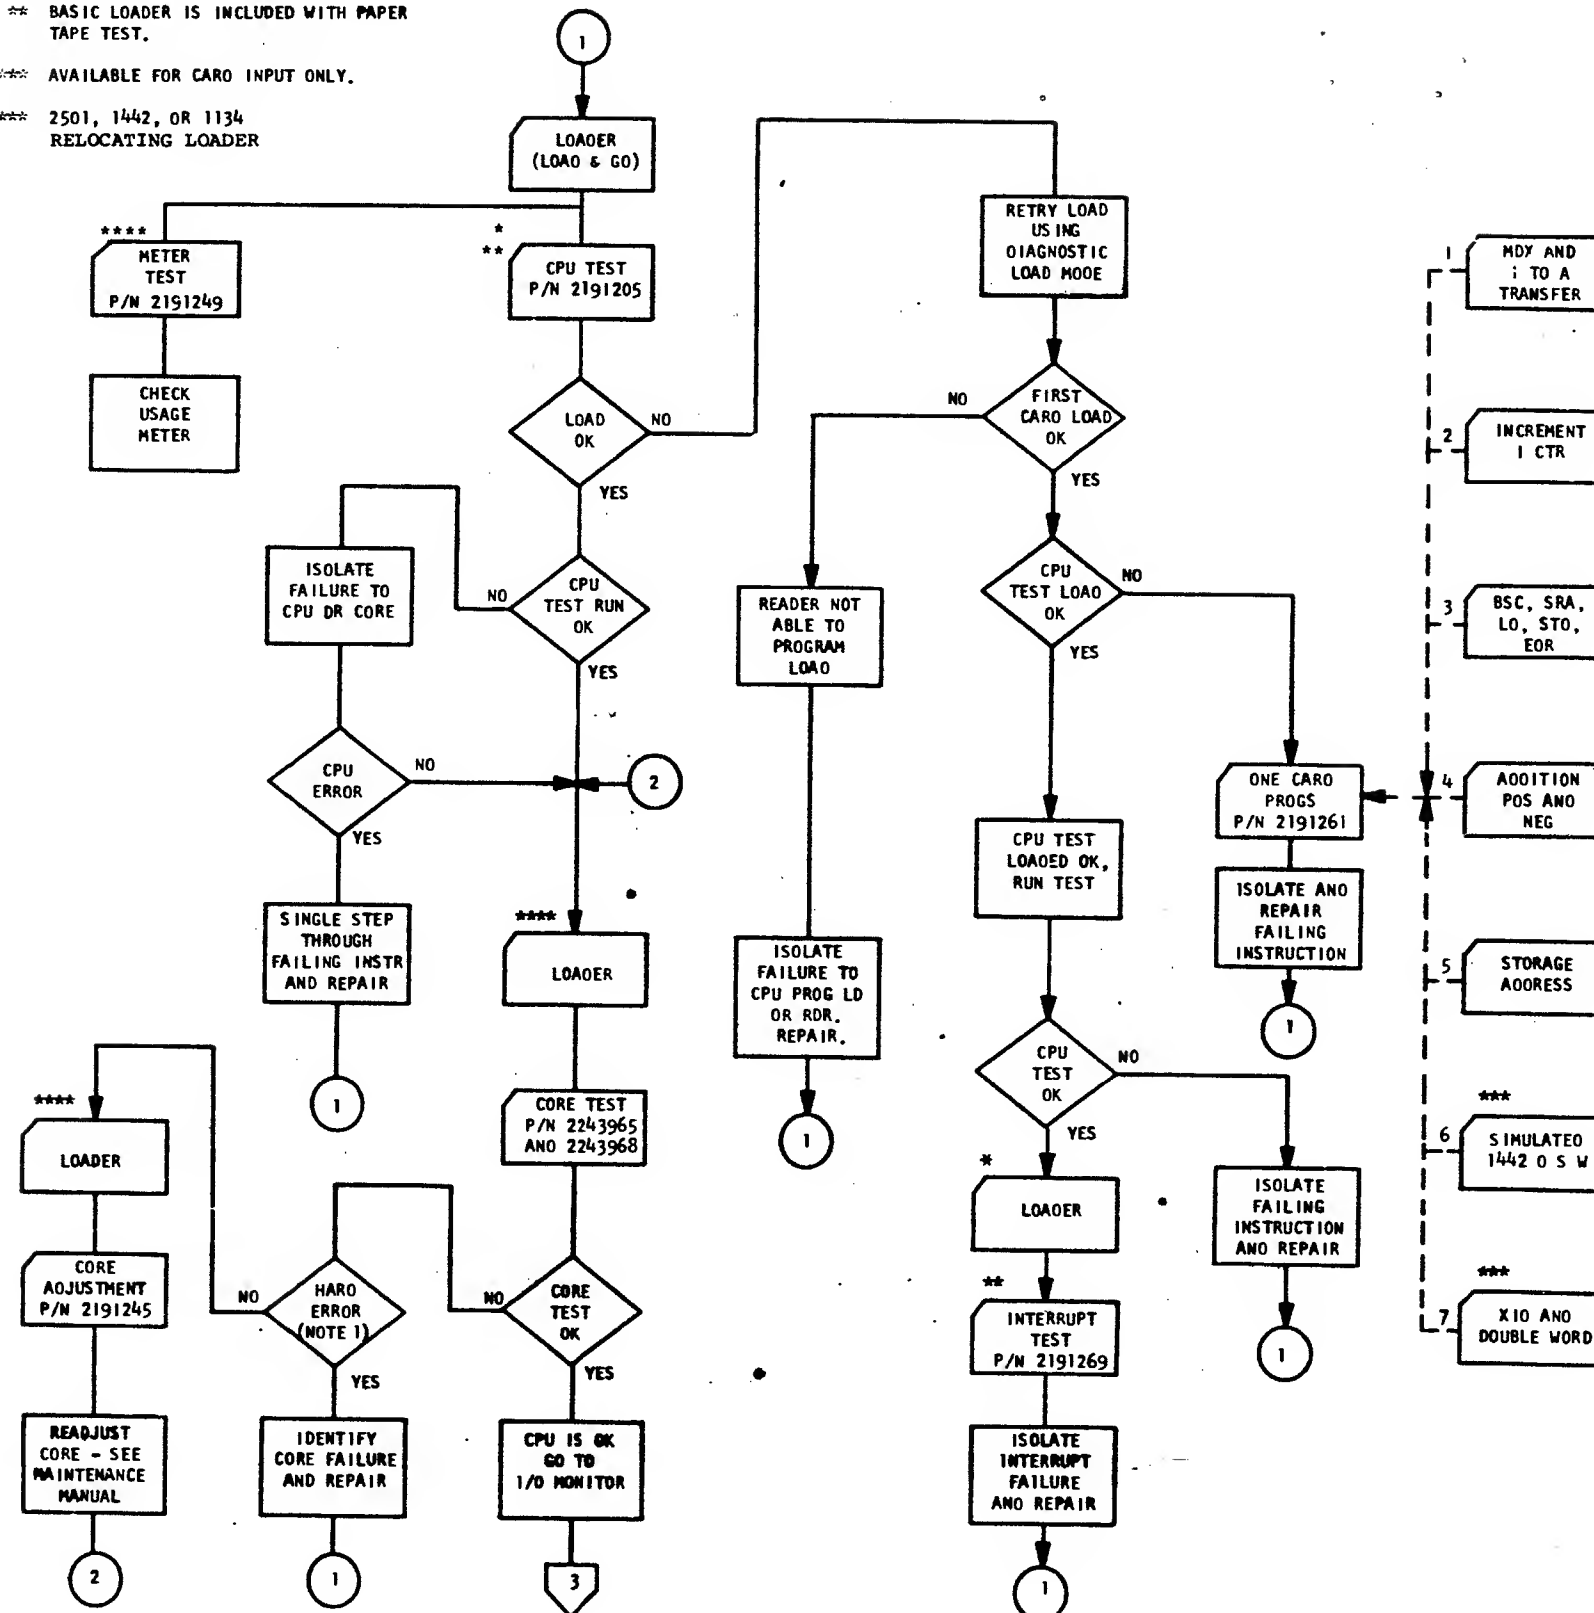 ** BASIC LOADER IS INCLUDED WITH PAPER
TAPE TEST.
*** AVAILABLE FOR CARO INPUT ONLY.
*** 2501, 1442, OR 1134
RELOCATING LOADER
1
LOAOER
(LOAO & GO)
****
METER
TEST
P/N 2191249
CHECK
USAGE
METER
*
**
CPU TEST
P/N 2191205
LOAD
OK
NO
YES
CPU
TEST RUN
OK
NO
YES
ISOLATE
FAILURE TO
CPU DR CORE
CPU
ERROR
NO
YES
2
SINGLE STEP
THROUGH
FAILING INSTR
AND REPAIR
1
****
LOAOER
CORE TEST
P/N 2243965
ANO 2243968
CORE
TEST
OK
NO
YES
HARO
ERROR
(NOTE 1)
NO
YES
****
LOADER
CORE
AOJUSTMENT
P/N 2191245
READJUST
CORE - SEE
MAINTENANCE
MANUAL
2
IDENTIFY
CORE FAILURE
AND REPAIR
1
CPU IS OK
GO TO
I/O MONITOR
3
RETRY LOAD
USING
OIAGNOSTIC
LOAD MOOE
FIRST
CARO LOAD
OK
NO
YES
READER NOT
ABLE TO
PROGRAM
LOAO
ISOLATE
FAILURE TO
CPU PROG LD
OR RDR.
REPAIR.
1
CPU
TEST LOAO
OK
NO
YES
CPU TEST
LOAOED OK,
RUN TEST
CPU
TEST
OK
NO
YES
*
LOAOER
**
INTERRUPT
TEST
P/N 2191269
ISOLATE
INTERRUPT
FAILURE
ANO REPAIR
1
ONE CARO
PROGS
P/N 2191261
ISOLATE ANO
REPAIR
FAILING
INSTRUCTION
1
ISOLATE
FAILING
INSTRUCTION
ANO REPAIR
1
1 MDX AND
i TO A
TRANSFER
2 INCREMENT
I CTR
3 BSC, SRA,
LO, STO,
EOR
4 AOOITION
POS ANO
NEG
5 STORAGE
AOORESS
***
6 SIMULATEO
1442 O S W
***
7 XIO ANO
DOUBLE WORD